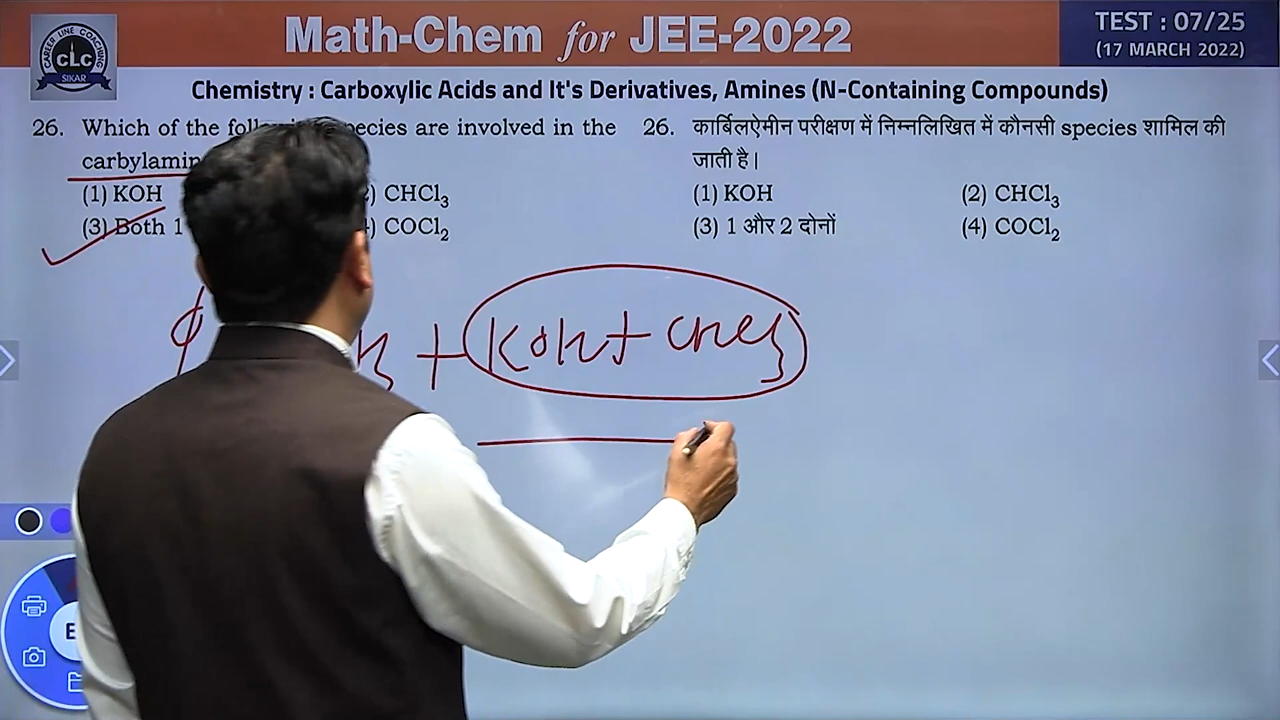 Math-Chem for JEE-2022
TEST : 07/25
(17 MARCH 2022)
CAREER LINE COACHING
CLC
SIKAR
Chemistry : Carboxylic Acids and It's Derivatives, Amines (N-Containing Compounds)
26. Which of the species are involved in the
(1) KOH CHCl₃
(3) Both 1 COCl₂
26. कार्बिलऐमीन परीक्षण में निम्नलिखित में कौनसी species शामिल की
जाती है।
(1) KOH (2) CHCl₃
(3) 1 और 2 दोनों (4) COCl₂
+ KOH + CHCl₃